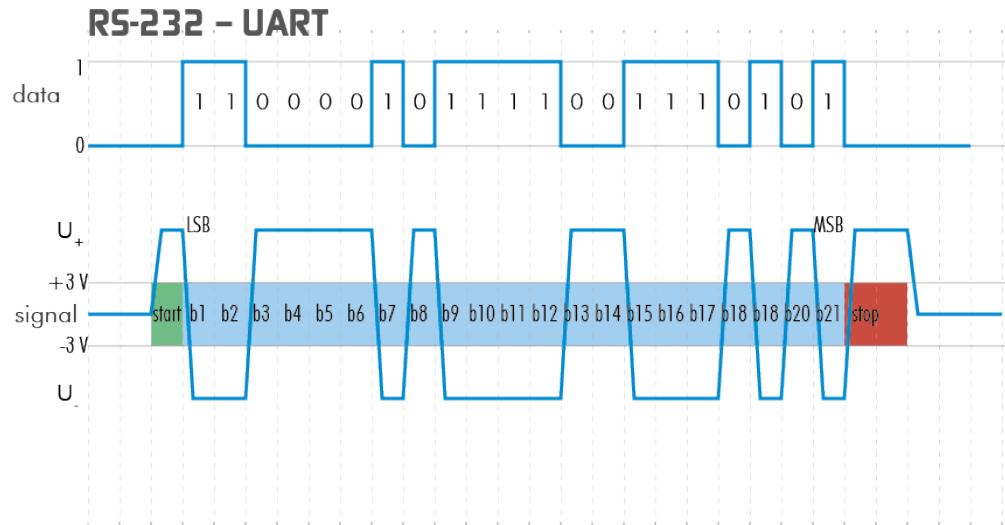 RS-232 – UART
1
data 1 1 0 0 0 0 1 0 1 1 1 1 0 0 1 1 1 0 1 0 1
0
U+ LSB MSB
+3 V
signal start b1 b2 b3 b4 b5 b6 b7 b8 b9 b10 b11 b12 b13 b14 b15 b16 b17 b18 b18 b20 b21 stop
-3 V
U-